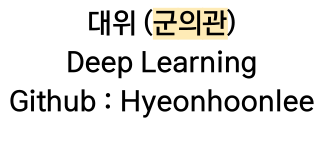 대위 (군의관)
Deep Learning
Github : Hyeonhoonlee